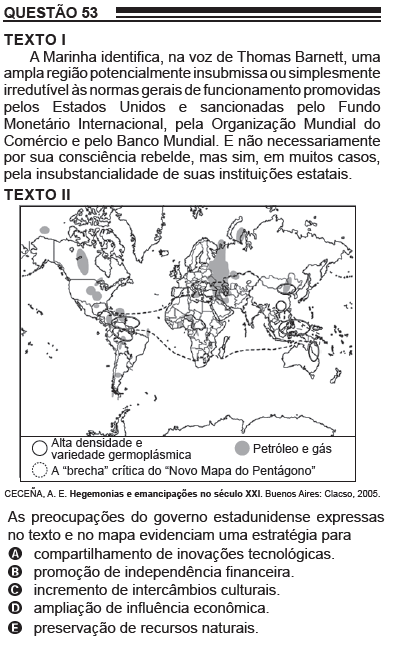 QUESTÃO 53
TEXTO I
A Marinha identifica, na voz de Thomas Barnett, uma
ampla região potencialmente insubmissa ou simplesmente
irredutível às normas gerais de funcionamento promovidas
pelos Estados Unidos e sancionadas pelo Fundo
Monetário Internacional, pela Organização Mundial do
Comércio e pelo Banco Mundial. E não necessariamente
por sua consciência rebelde, mas sim, em muitos casos,
pela insubstancialidade de suas instituições estatais.
TEXTO II
Alta densidade e
variedade germoplásmica
Petróleo e gás
A “brecha” crítica do “Novo Mapa do Pentágono”
CECEÑA, A. E. Hegemonias e emancipações no século XXI. Buenos Aires: Clacso, 2005.
As preocupações do governo estadunidense expressas
no texto e no mapa evidenciam uma estratégia para
A compartilhamento de inovações tecnológicas.
B promoção de independência financeira.
C incremento de intercâmbios culturais.
D ampliação de influência econômica.
E preservação de recursos naturais.